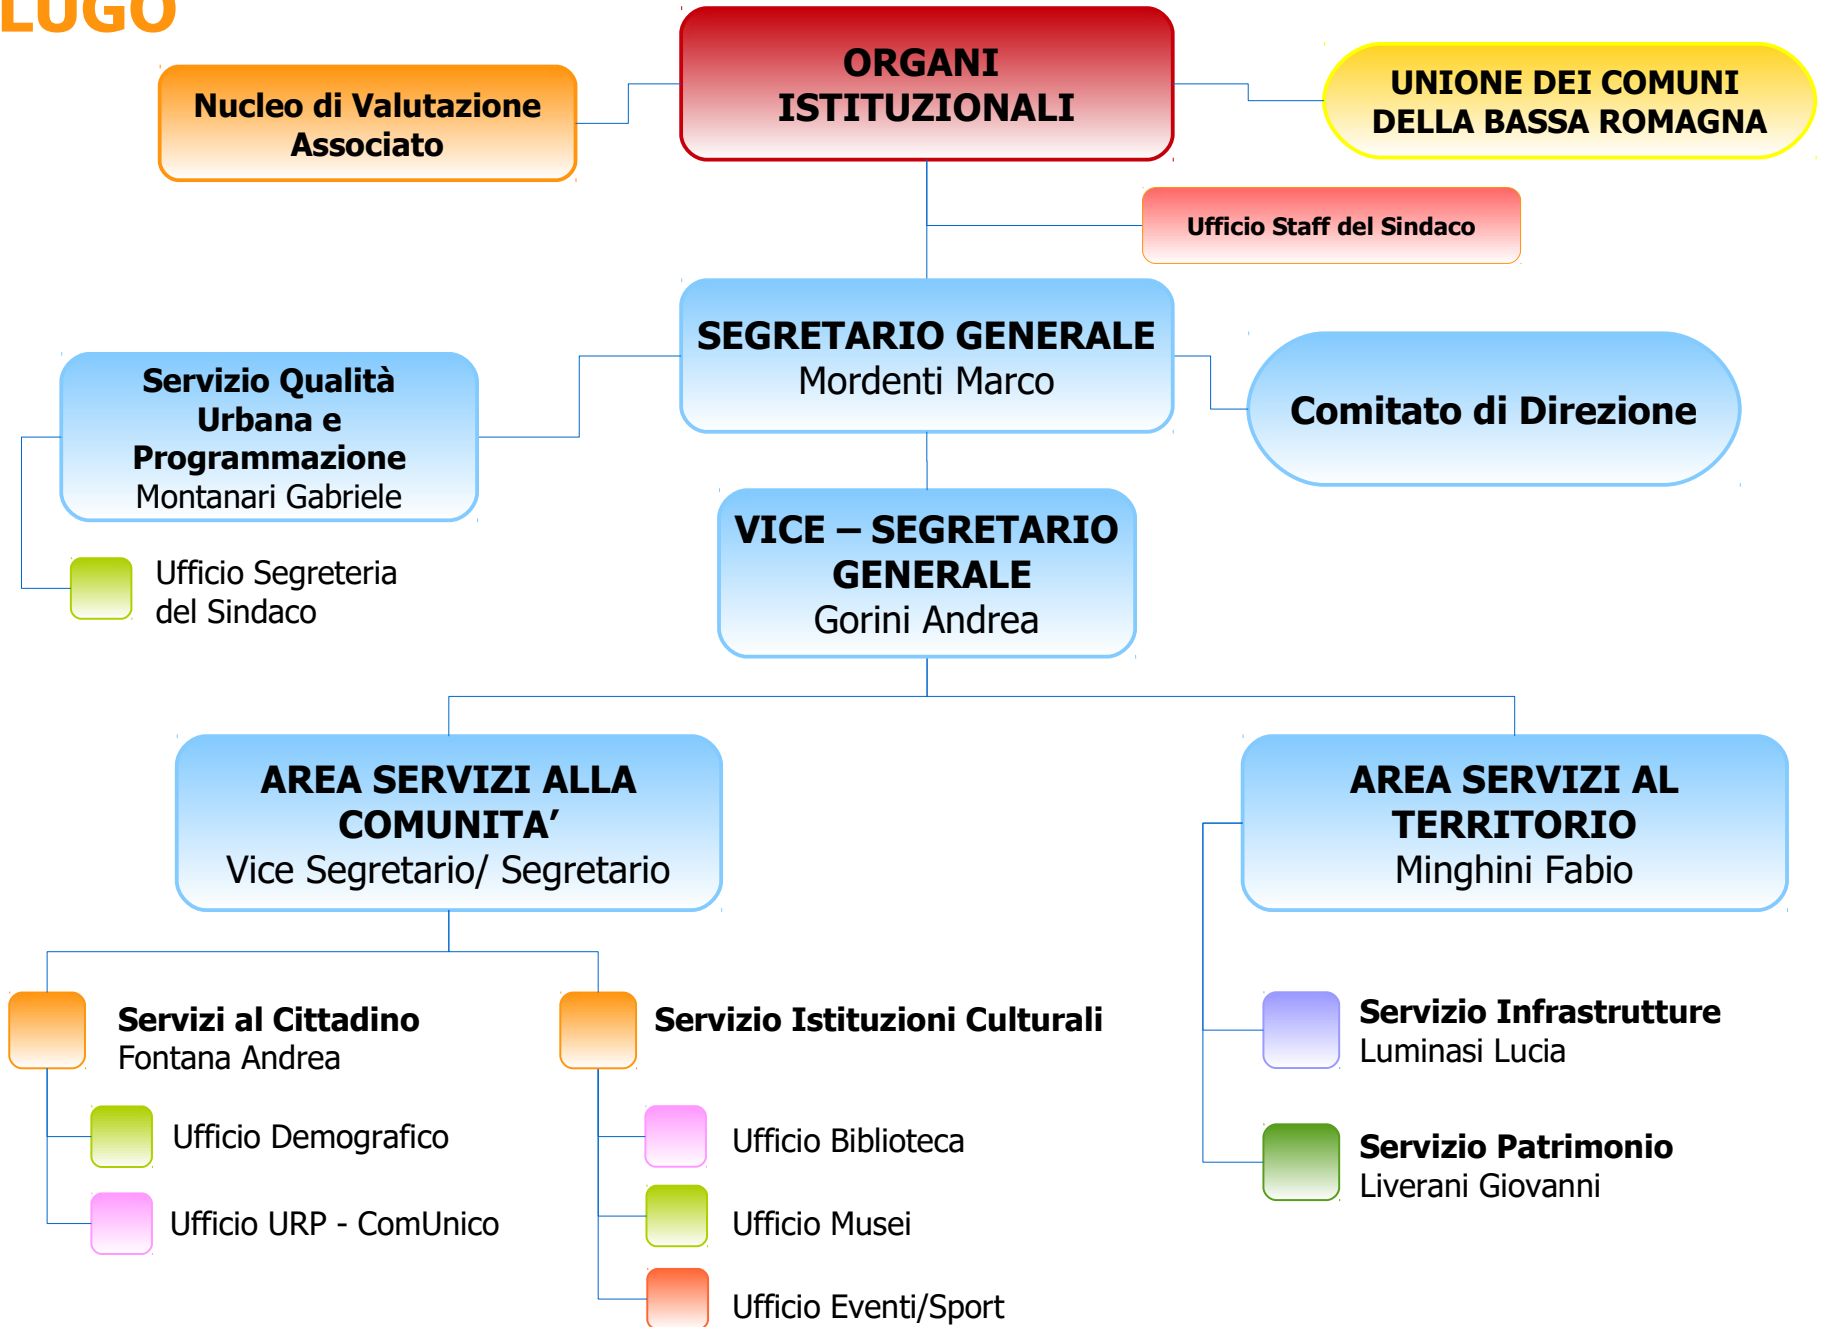 LUGO
ORGANI
ISTITUZIONALI
Nucleo di Valutazione
Associato
UNIONE DEI COMUNI
DELLA BASSA ROMAGNA
Ufficio Staff del Sindaco
SEGRETARIO GENERALE
Mordenti Marco
Servizio Qualità
Urbana e
Programmazione
Montanari Gabriele
Comitato di Direzione
Ufficio Segreteria
del Sindaco
VICE – SEGRETARIO
GENERALE
Gorini Andrea
AREA SERVIZI ALLA
COMUNITA’
Vice Segretario/ Segretario
AREA SERVIZI AL
TERRITORIO
Minghini Fabio
Servizi al Cittadino
Fontana Andrea
Ufficio Demografico
Ufficio URP - ComUnico
Servizio Istituzioni Culturali
Ufficio Biblioteca
Ufficio Musei
Ufficio Eventi/Sport
Servizio Infrastrutture
Luminasi Lucia
Servizio Patrimonio
Liverani Giovanni